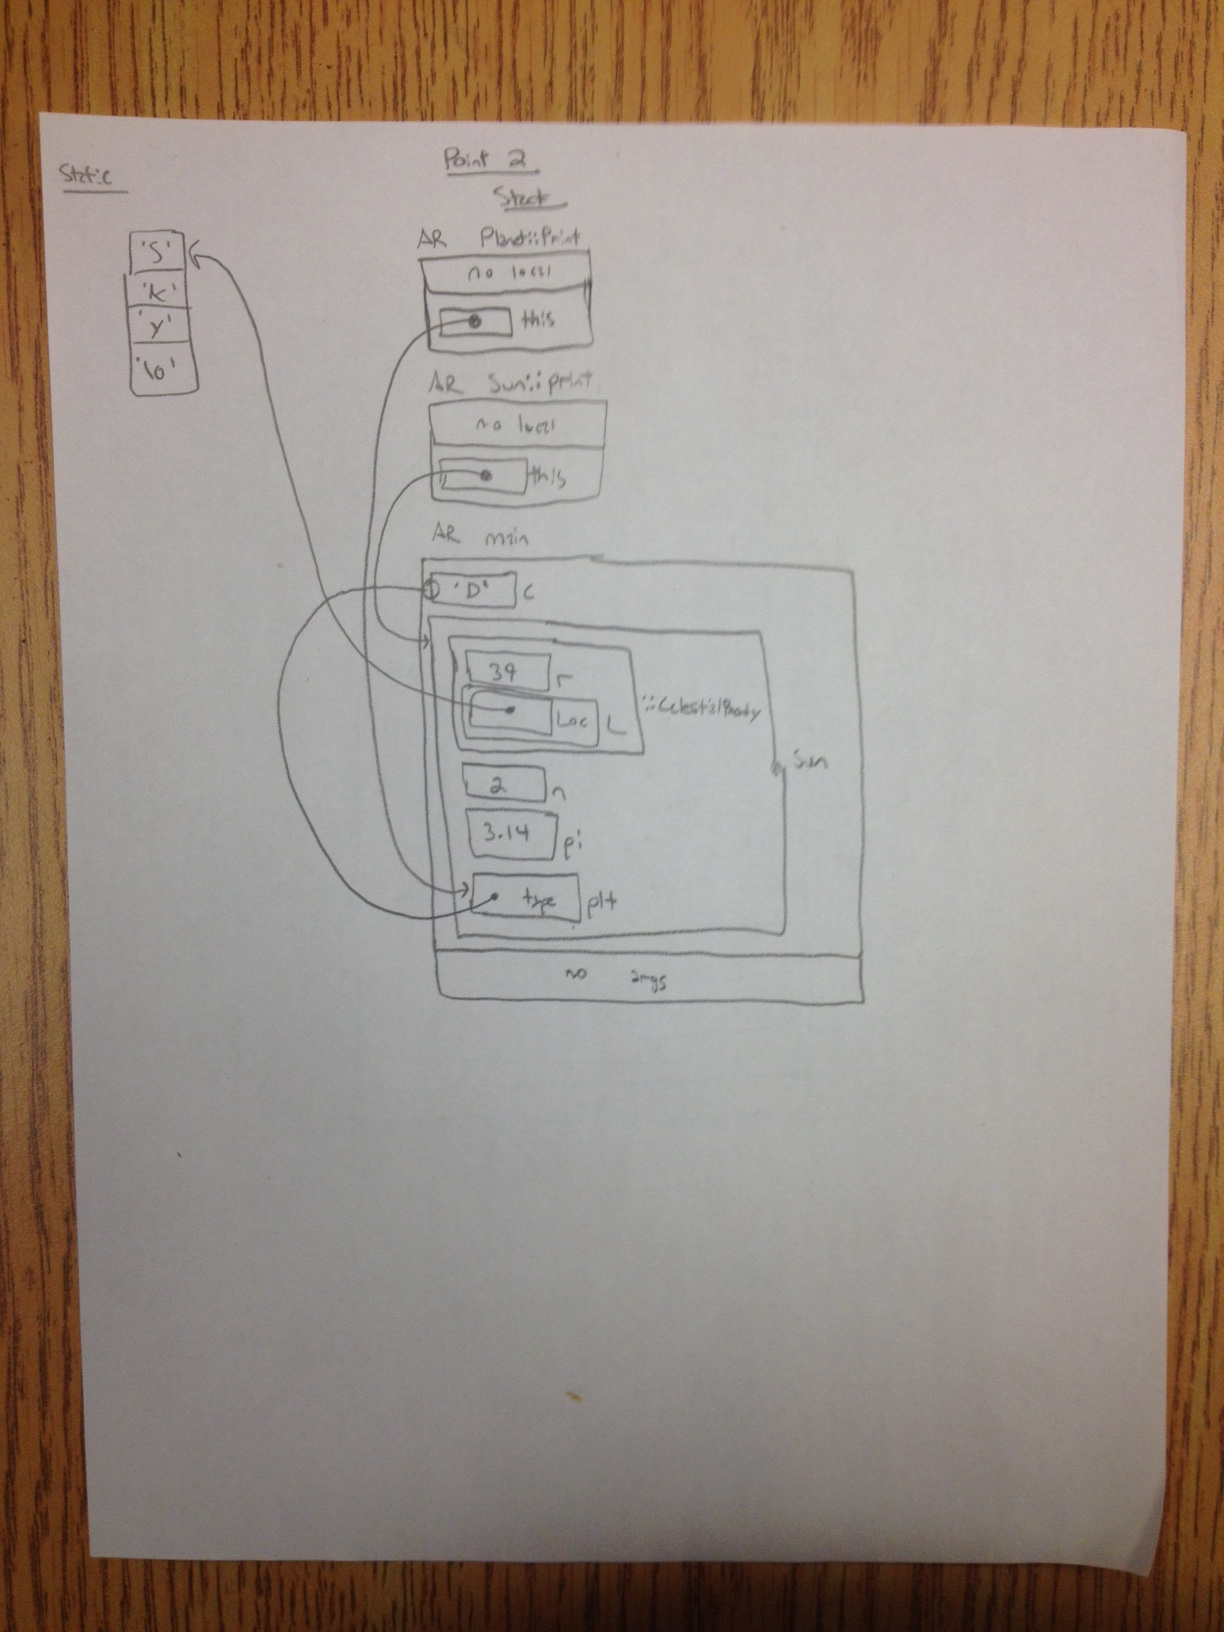 Static
Point 2
Stack
AR Planet::Print
no local
this
'S'
'K'
'Y'
'\0'
AR Sun::print
no local
this
AR main
'D' c
39 r
Loc L
::CelestialBody
Sun
2 n
3.14 pi
type plt
no args